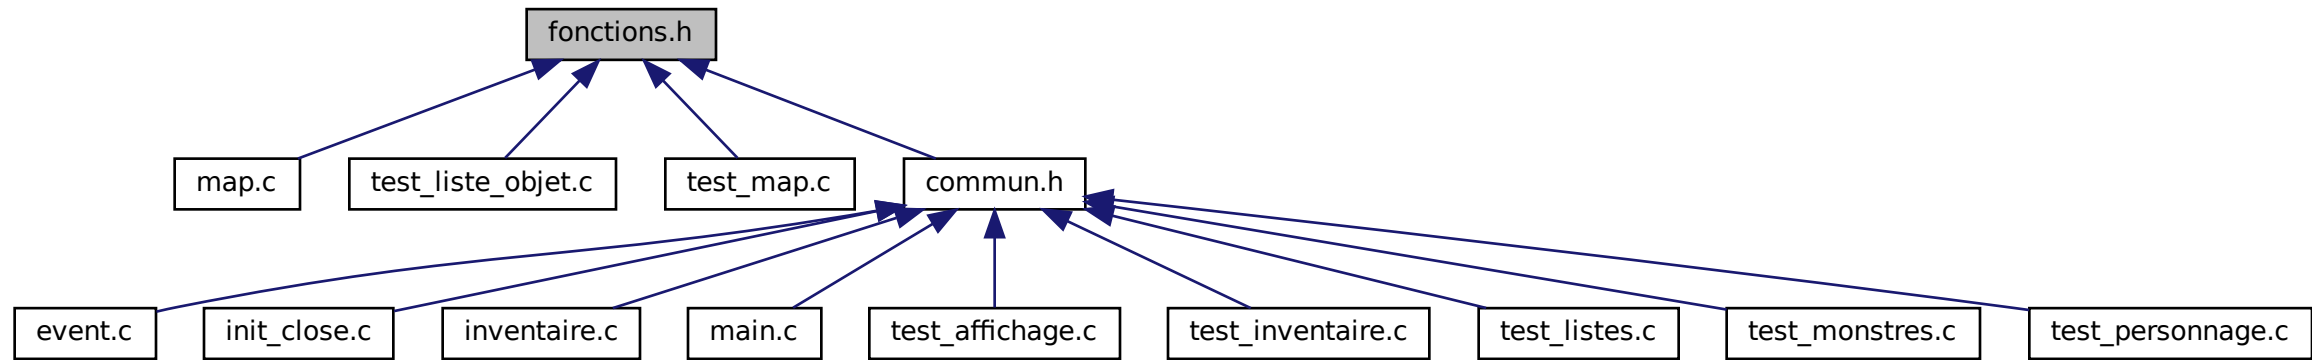 fonctions.h
map.c
test_liste_objet.c
test_map.c
commun.h
event.c
init_close.c
inventaire.c
main.c
test_affichage.c
test_inventaire.c
test_listes.c
test_monstres.c
test_personnage.c